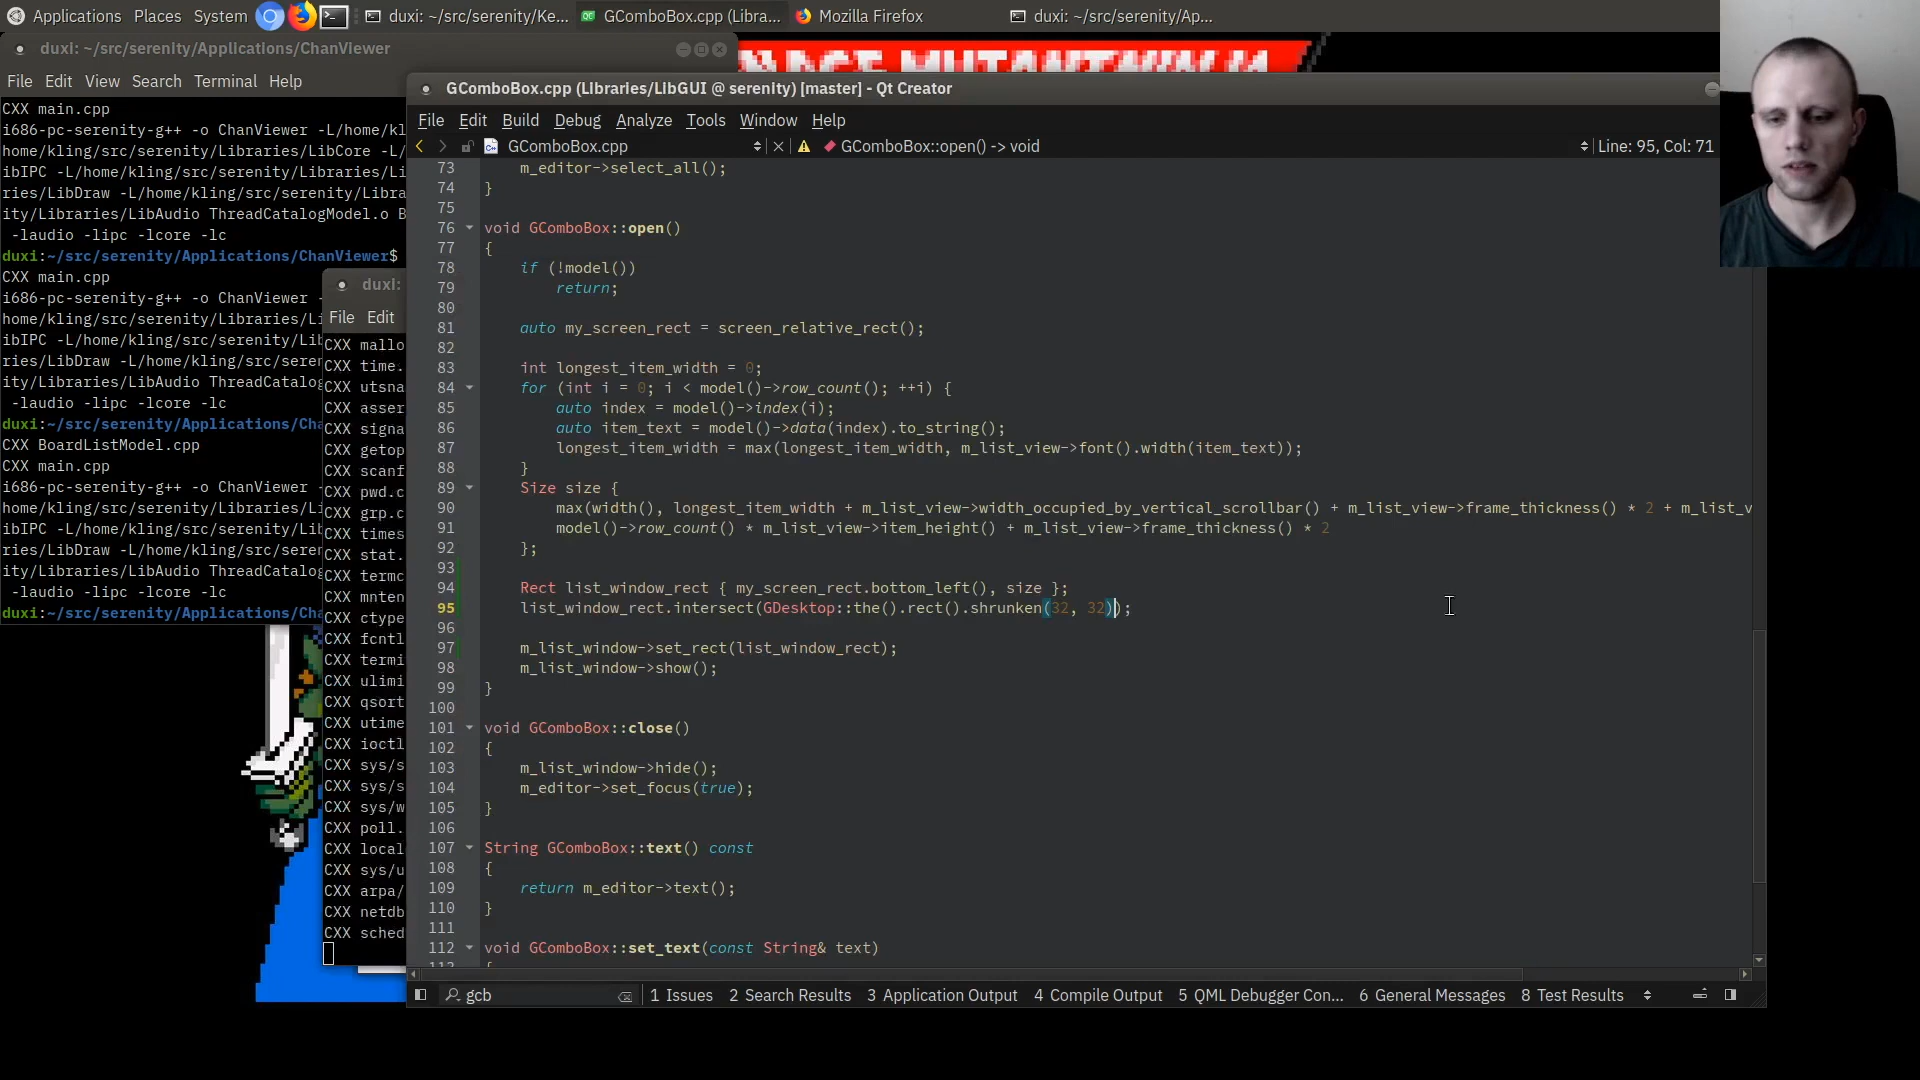 Applications Places System duxi: ~/src/serenity/Ke... GComboBox.cpp (Libra... Mozilla Firefox duxi: ~/src/serenity/Ap...
duxi: ~/src/serenity/Applications/ChanViewer
File Edit View Search Terminal Help
CXX main.cpp
i686-pc-serenity-g++ -o ChanViewer -L/home/kl
home/kling/src/serenity/Libraries/LibCore -L/
ibIPC -L/home/kling/src/serenity/Libraries/Li
ries/LibDraw -L/home/kling/src/serenity/Libra
ity/Libraries/LibAudio ThreadCatalogModel.o B
-laudio -lipc -lcore -lc
duxi:~/src/serenity/Applications/ChanViewer$
CXX main.cpp
i686-pc-serenity-g++ -o ChanViewer -
home/kling/src/serenity/Libraries/Li
ibIPC -L/home/kling/src/serenity/Lib
ries/LibDraw -L/home/kling/src/seren
ity/Libraries/LibAudio ThreadCatalog
-laudio -lipc -lcore -lc
duxi:~/src/serenity/Applications/Cha
CXX BoardListModel.cpp
CXX main.cpp
i686-pc-serenity-g++ -o ChanViewer -
home/kling/src/serenity/Libraries/Li
ibIPC -L/home/kling/src/serenity/Lib
ries/LibDraw -L/home/kling/src/seren
ity/Libraries/LibAudio ThreadCatalog
-laudio -lipc -lcore -lc
duxi:~/src/serenity/Applications/Cha
duxi:
File Edit
CXX mallo
CXX time.
CXX utsna
CXX asser
CXX signa
CXX getop
CXX scanf
CXX pwd.c
CXX grp.c
CXX times
CXX stat.
CXX termc
CXX mnten
CXX ctype
CXX fcntl
CXX termi
CXX ulimi
CXX qsort
CXX utime
CXX ioctl
CXX sys/s
CXX sys/s
CXX sys/w
CXX poll.
CXX local
CXX sys/u
CXX arpa/
CXX netdb
CXX sched
GComboBox.cpp (Libraries/LibGUI @ serenity) [master] - Qt Creator
File Edit Build Debug Analyze Tools Window Help
GComboBox.cpp GComboBox::open() -> void Line: 95, Col: 71
73 m_editor->select_all();
74 }
75
76 void GComboBox::open()
77 {
78 if (!model())
79 return;
80
81 auto my_screen_rect = screen_relative_rect();
82
83 int longest_item_width = 0;
84 for (int i = 0; i < model()->row_count(); ++i) {
85 auto index = model()->index(i);
86 auto item_text = model()->data(index).to_string();
87 longest_item_width = max(longest_item_width, m_list_view->font().width(item_text));
88 }
89 Size size {
90 max(width(), longest_item_width + m_list_view->width_occupied_by_vertical_scrollbar() + m_list_view->frame_thickness() * 2 + m_list_v
91 model()->row_count() * m_list_view->item_height() + m_list_view->frame_thickness() * 2
92 };
93
94 Rect list_window_rect { my_screen_rect.bottom_left(), size };
95 list_window_rect.intersect(GDesktop::the().rect().shrunken(32, 32));
96
97 m_list_window->set_rect(list_window_rect);
98 m_list_window->show();
99 }
100
101 void GComboBox::close()
102 {
103 m_list_window->hide();
104 m_editor->set_focus(true);
105 }
106
107 String GComboBox::text() const
108 {
109 return m_editor->text();
110 }
111
112 void GComboBox::set_text(const String& text)
gcb 1 Issues 2 Search Results 3 Application Output 4 Compile Output 5 QML Debugger Con... 6 General Messages 8 Test Results